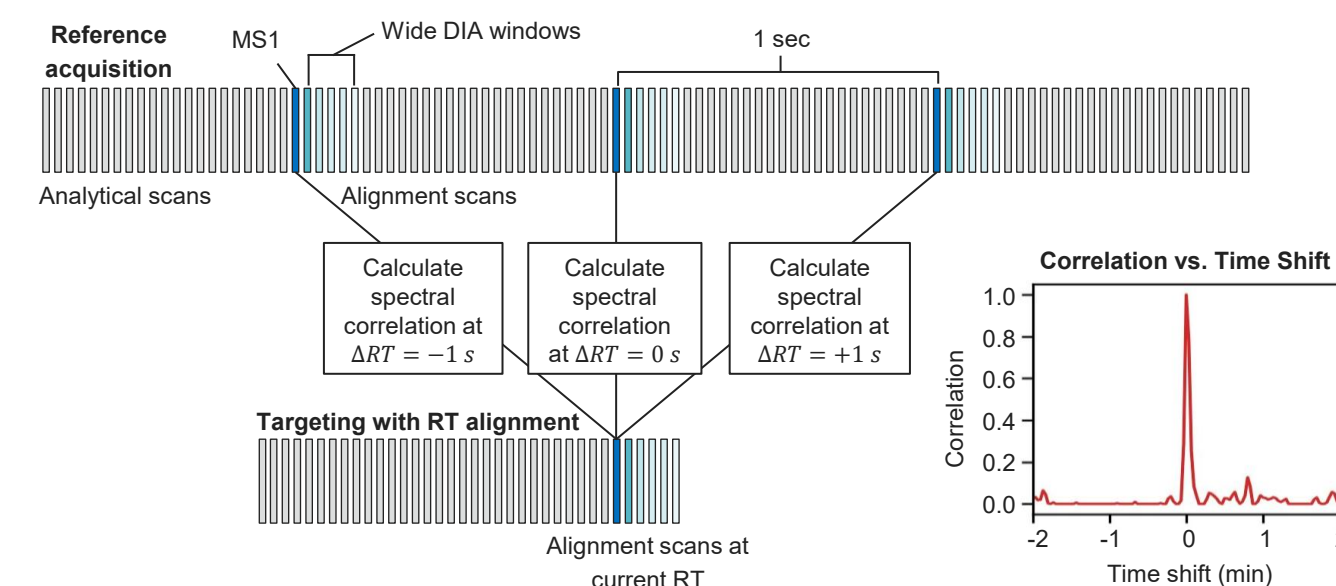 Reference
acquisition
MS1
Wide DIA windows
1 sec
Analytical scans
Alignment scans
Calculate
spectral
correlation at
ΔRT = −1 s
Calculate
spectral
correlation
at ΔRT = 0 s
Calculate
spectral
correlation at
ΔRT = +1 s
Targeting with RT alignment
Alignment scans at
current RT
Correlation vs. Time Shift
Correlation
1.0
0.8
0.6
0.4
0.2
0.0
-2 -1 0 1
Time shift (min)